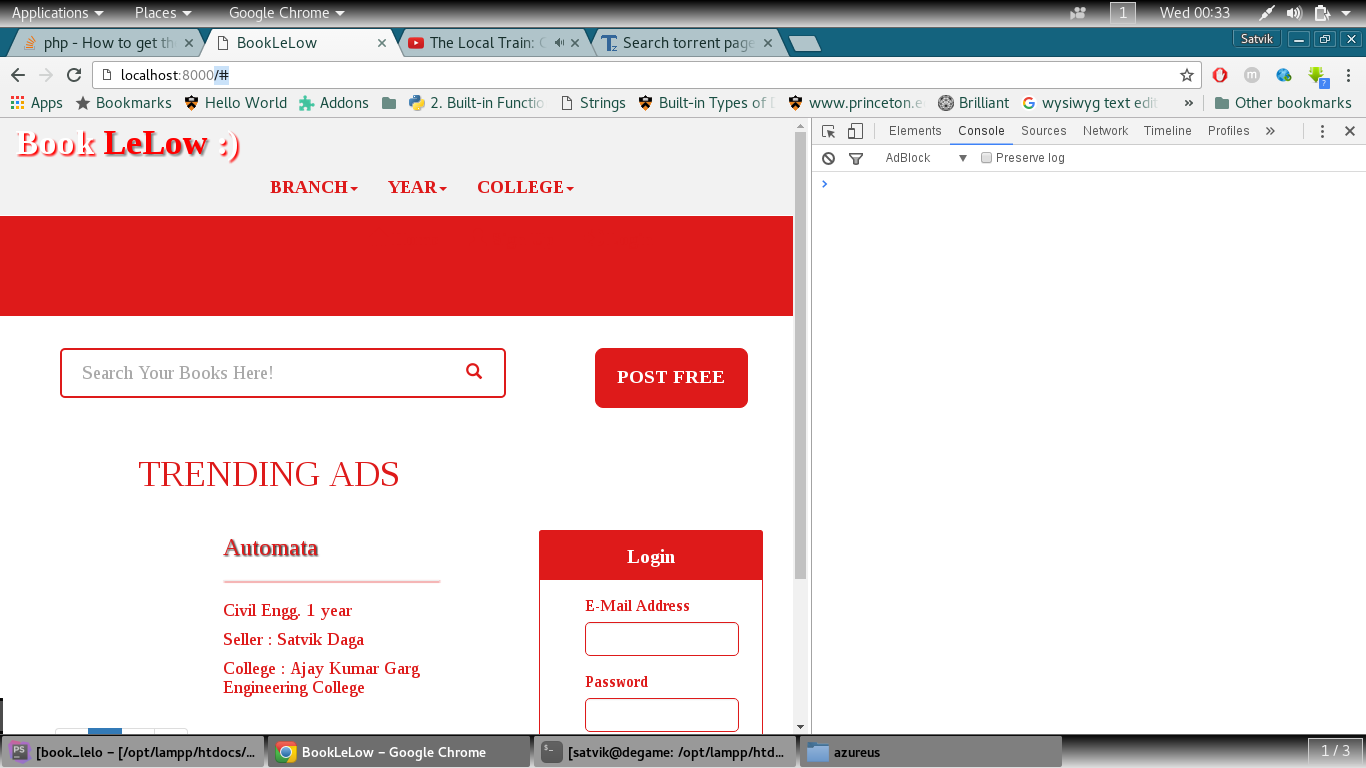 Applications Places Google Chrome 1 Wed 00:33
php - How to get the BookLeLow The Local Train: C Search torrent page Satvik
localhost:8000/#
Apps Bookmarks Hello World Addons 2. Built-in Functio Strings Built-in Types of D www.princeton.e Brilliant wysiwyg text edit » Other bookmarks
Book LeLow :)
BRANCH YEAR COLLEGE
Elements Console Sources Network Timeline Profiles »
AdBlock Preserve log
>
Search Your Books Here!
POST FREE
TRENDING ADS
Automata
Civil Engg. 1 year
Seller : Satvik Daga
College : Ajay Kumar Garg
Engineering College
Login
E-Mail Address
Password
[book_lelo – [/opt/lampp/htdocs/... BookLeLow – Google Chrome [satvik@degame: /opt/lampp/htd... azureus 1 / 3